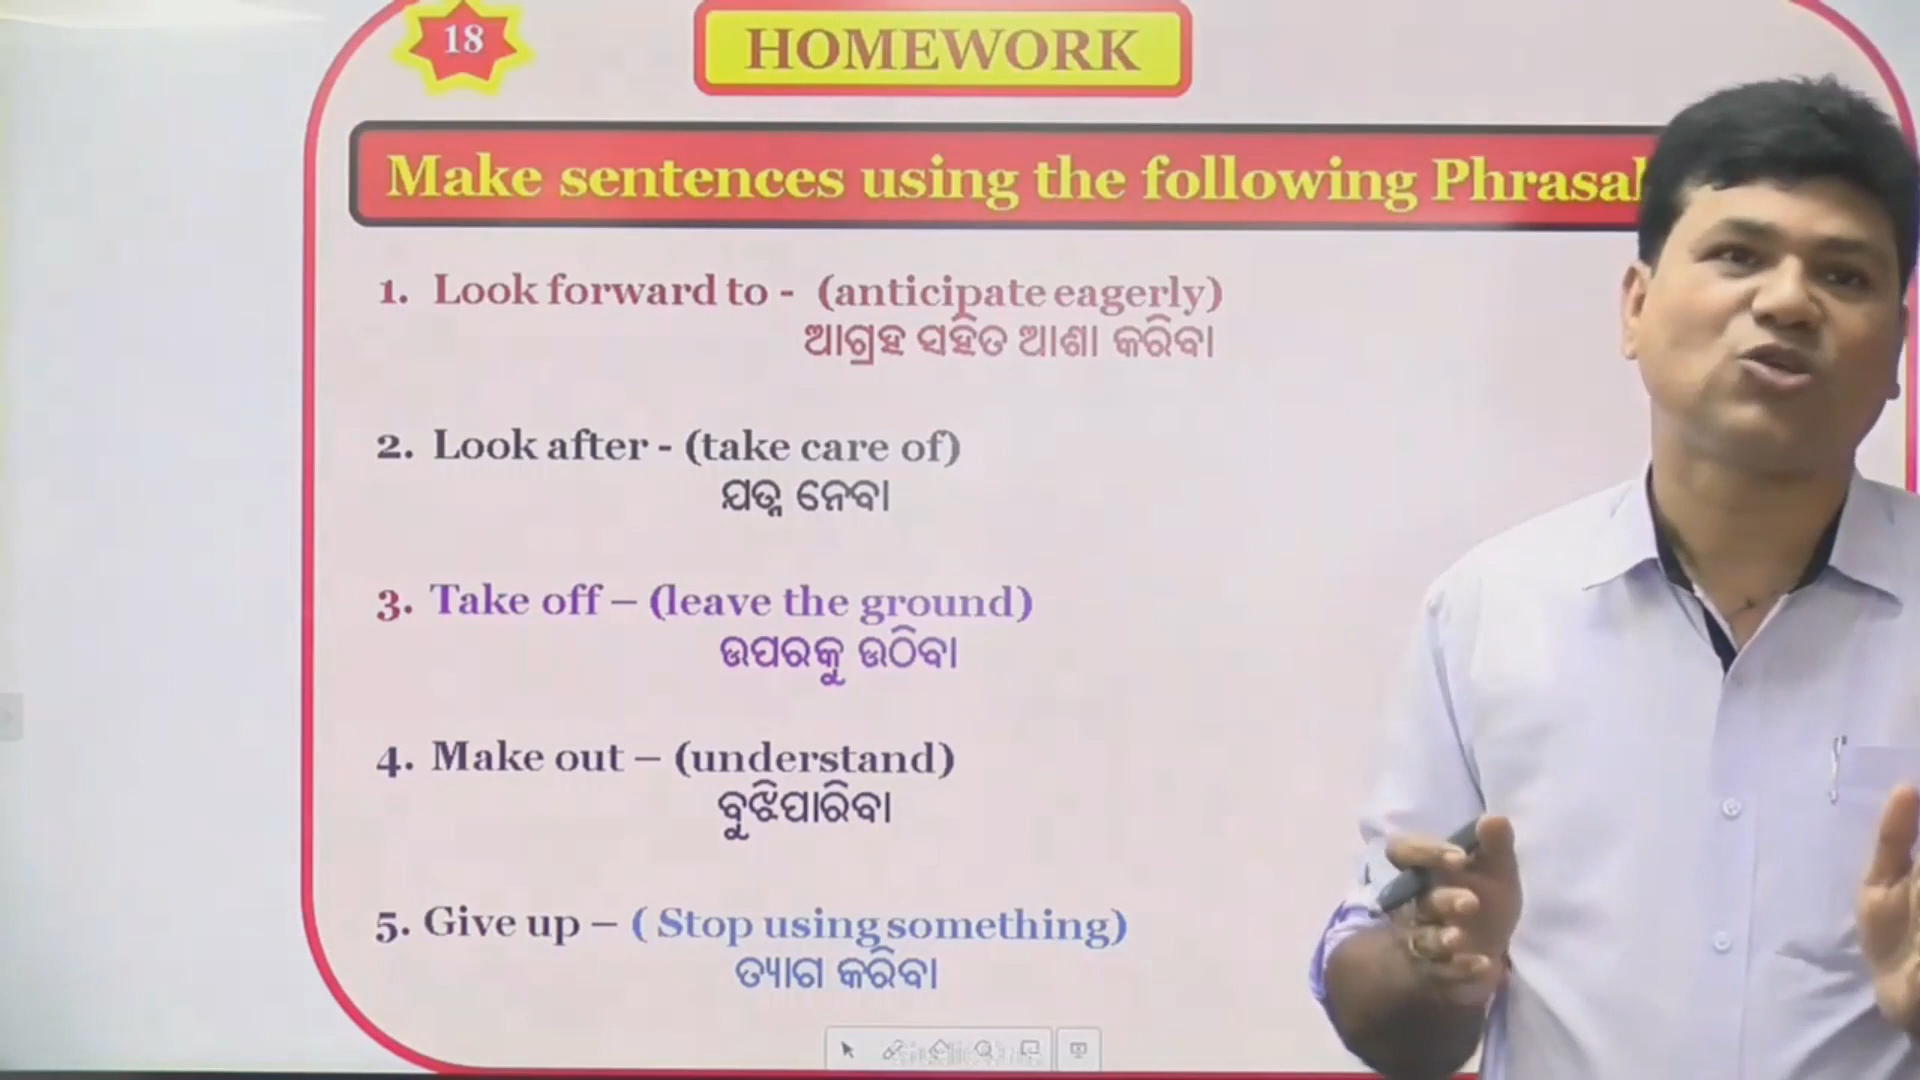 18
HOMEWORK
Make sentences using the following Phrasal
1. Look forward to - (anticipate eagerly)
ଆଗ୍ରହ ସହିତ ଆଶା କରିବା
2. Look after - (take care of)
ଯତ୍ନ ନେବା
3. Take off – (leave the ground)
ଉପରକୁ ଉଠିବା
4. Make out – (understand)
ବୁଝିପାରିବା
5. Give up – ( Stop using something)
ତ୍ୟାଗ କରିବା